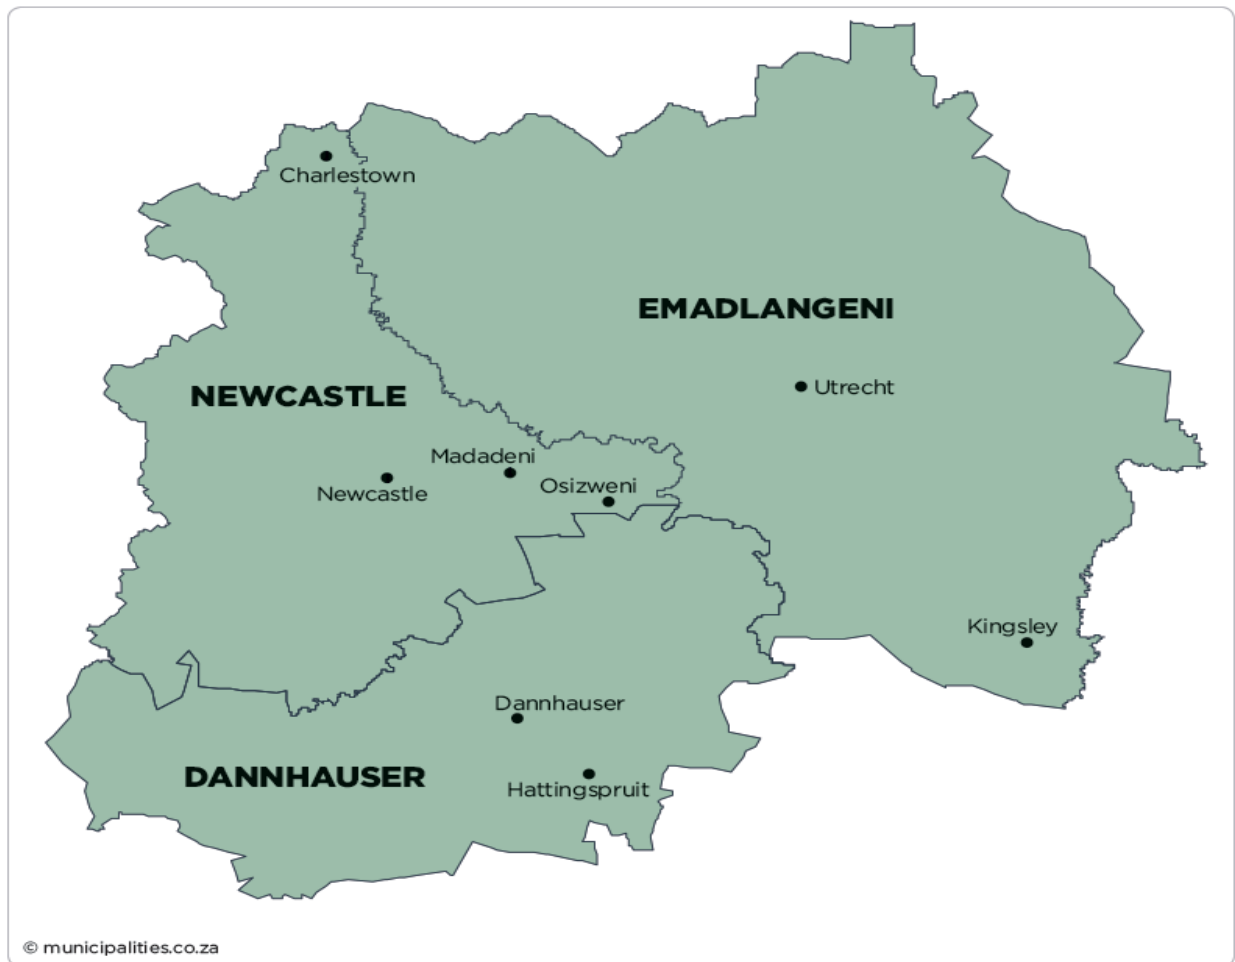 Charlestown
EMADLANGENI
Utrecht
NEWCASTLE
Madadeni
Newcastle
Osizweni
Kingsley
Dannhauser
DANNHAUSER
Hattingspruit
© municipalities.co.za